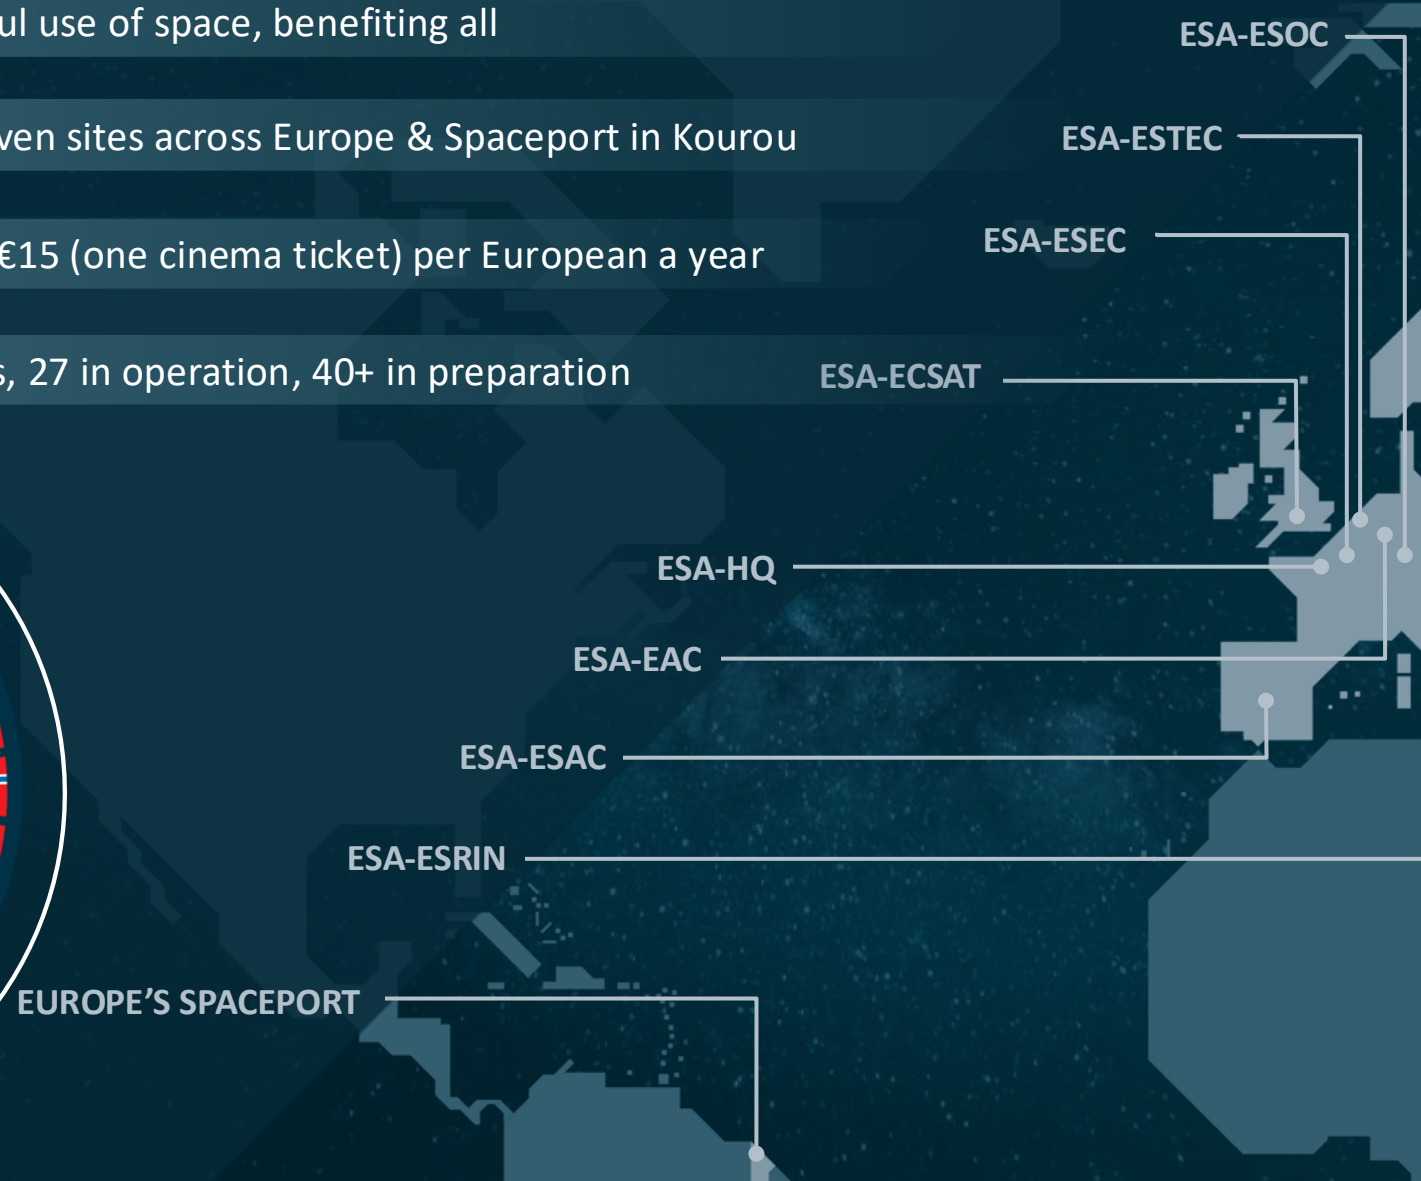 use of space, benefiting all
ESA-ESOC
sites across Europe & Spaceport in Kourou
ESA-ESTEC
€15 (one cinema ticket) per European a year
ESA-ESEC
27 in operation, 40+ in preparation
ESA-ECSAT
ESA-HQ
ESA-EAC
ESA-ESAC
ESA-ESRIN
EUROPE’S SPACEPORT